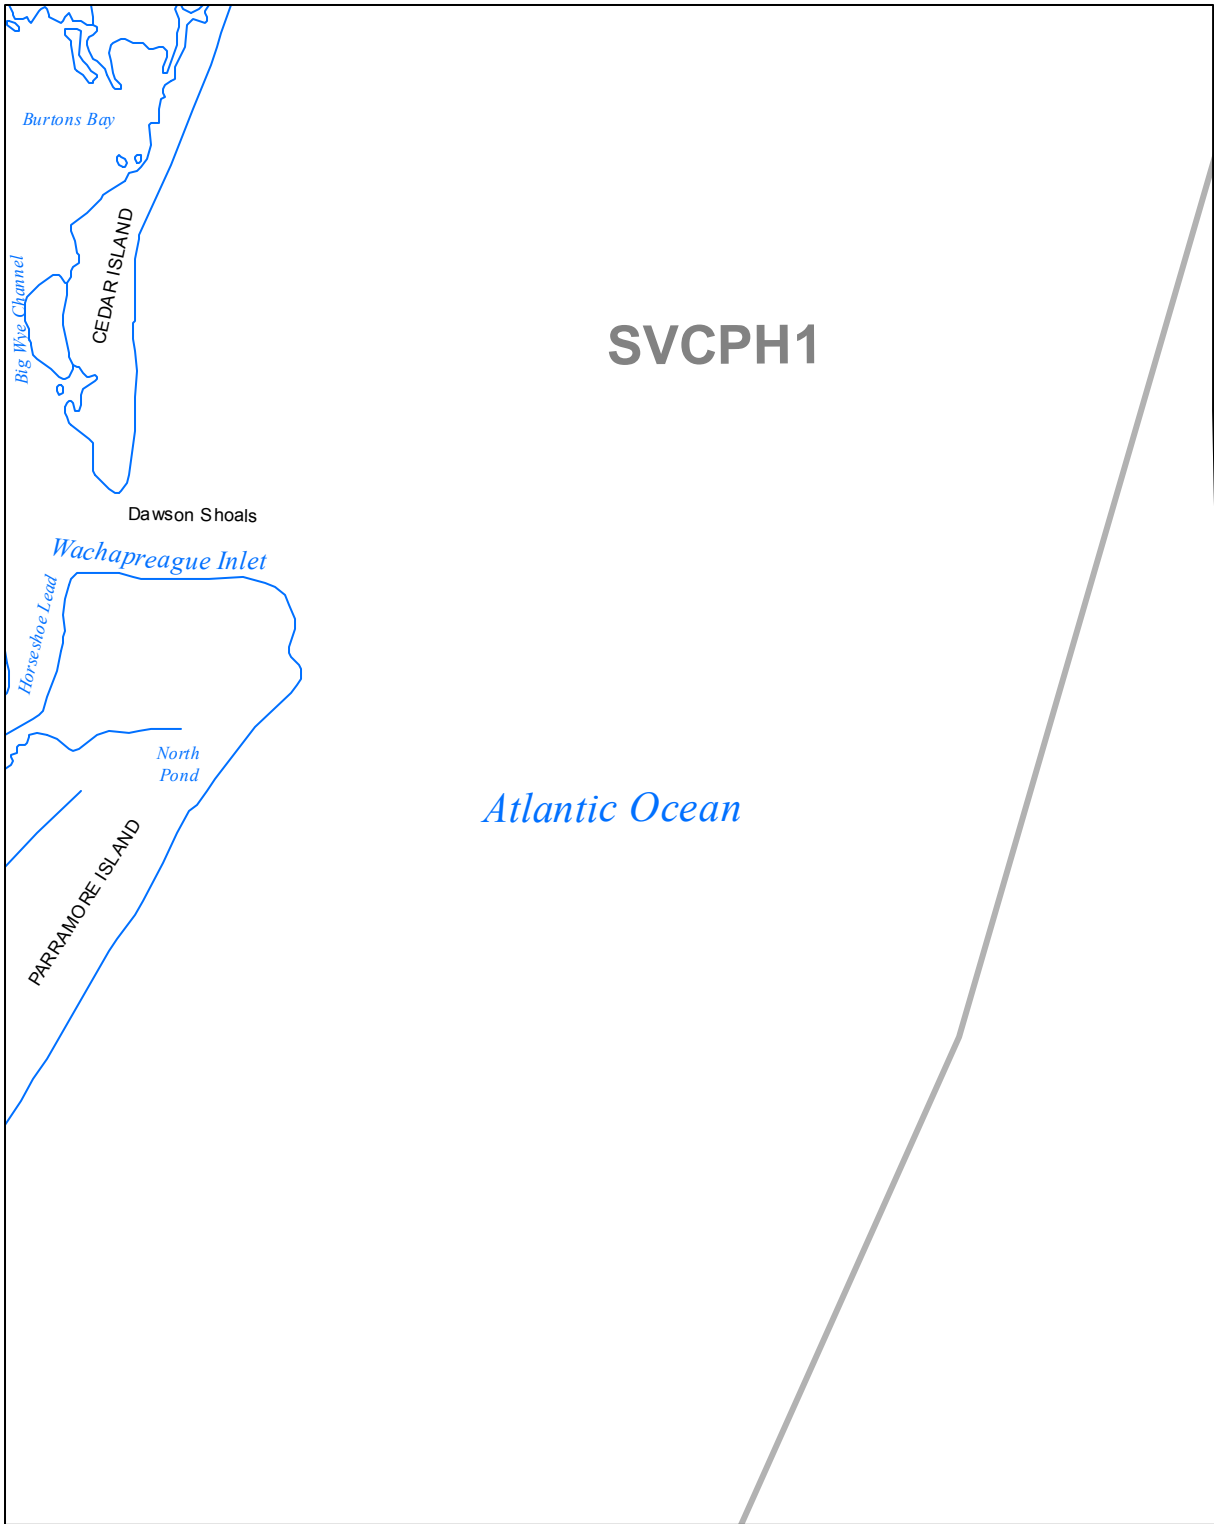 Burtons Bay
CEDAR ISLAND
Big Wye Channel
SVCPH1
Dawson Shoals
Wachapreague Inlet
Horseshoe Lead
North
Pond
Atlantic Ocean
PARRAMORE ISLAND